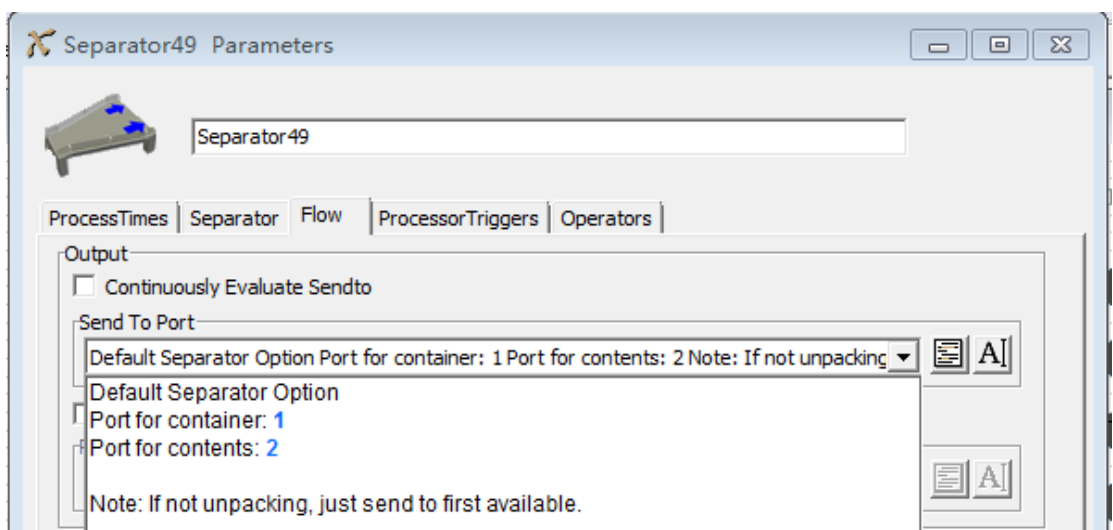 Separator49 Parameters
Separator49
ProcessTimes Separator Flow ProcessorTriggers Operators
Output
Continuously Evaluate Sendto
Send To Port
Default Separator Option Port for container: 1 Port for contents: 2 Note: If not unpacking
A
Default Separator Option
Port for container: 1
Port for contents: 2
A
Note: If not unpacking, just send to first available.